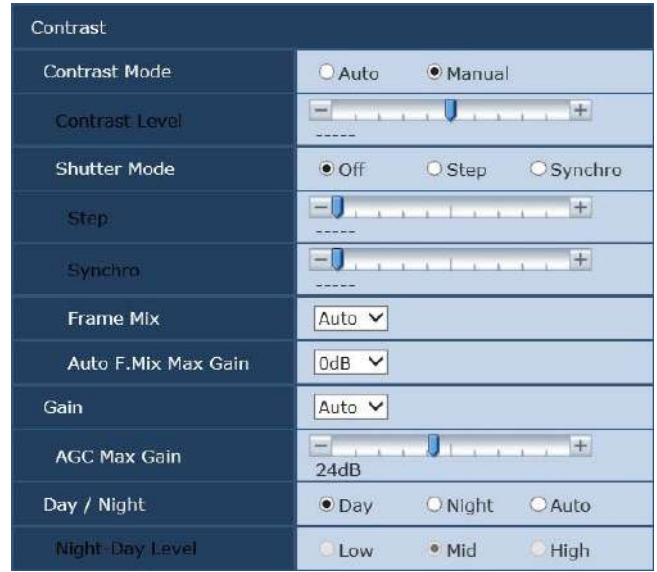 Contrast
Contrast Mode Auto Manual
Contrast Level - +
-----
Shutter Mode Off Step Synchro
Step - +
-----
Synchro - +
-----
Frame Mix Auto
Auto F.Mix Max Gain 0dB
Gain Auto
AGC Max Gain - +
24dB
Day / Night Day Night Auto
Night-Day Level Low Mid High